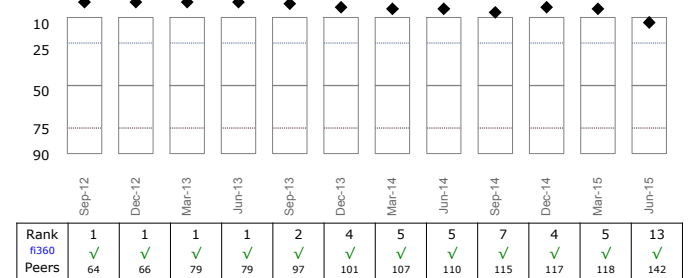 10
25
50
75
90
Sep-12 Dec-12 Mar-13 Jun-13 Sep-13 Dec-13 Mar-14 Jun-14 Sep-14 Dec-14 Mar-15 Jun-15
Rank 1 1 1 1 2 4 5 5 7 4 5 13
fi360 √ √ √ √ √ √ √ √ √ √ √ √
Peers 64 66 79 79 97 101 107 110 115 117 118 142